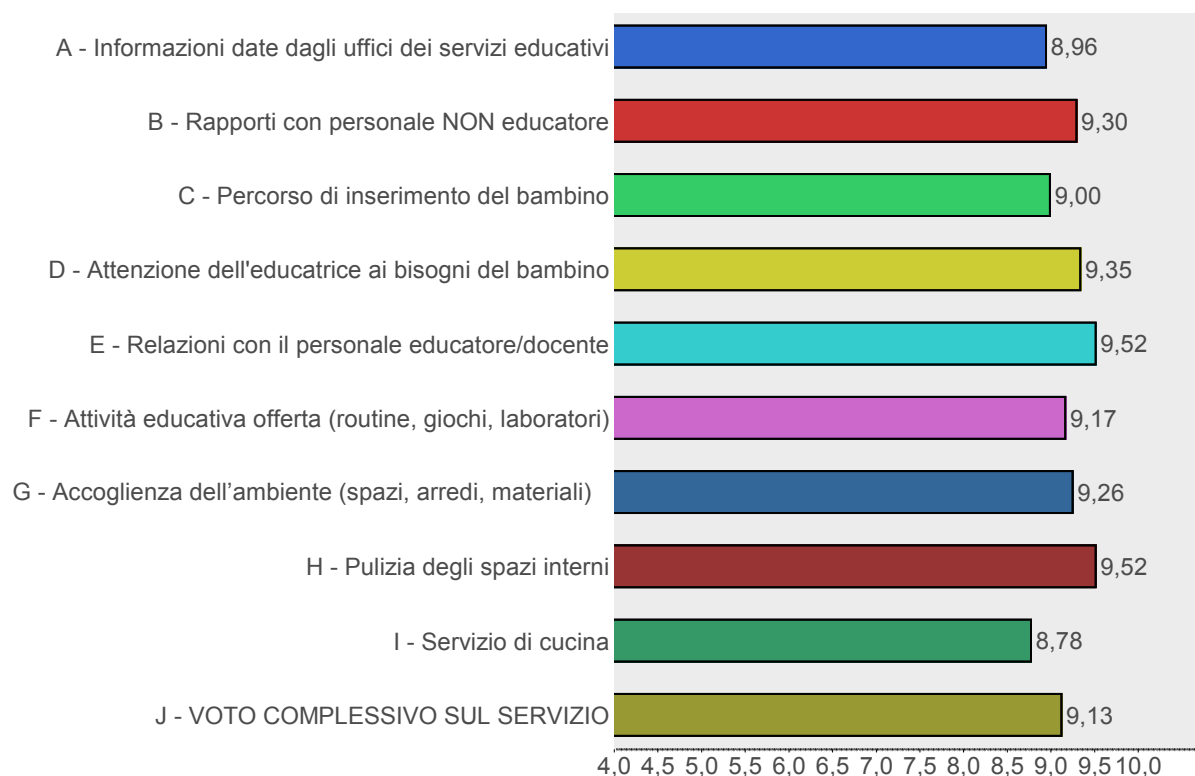 A - Informazioni date dagli uffici dei servizi educativi 8,96
B - Rapporti con personale NON educatore 9,30
C - Percorso di inserimento del bambino 9,00
D - Attenzione dell'educatrice ai bisogni del bambino 9,35
E - Relazioni con il personale educatore/docente 9,52
F - Attività educativa offerta (routine, giochi, laboratori) 9,17
G - Accoglienza dell’ambiente (spazi, arredi, materiali) 9,26
H - Pulizia degli spazi interni 9,52
I - Servizio di cucina 8,78
J - VOTO COMPLESSIVO SUL SERVIZIO 9,13
4,0 4,5 5,0 5,5 6,0 6,5 7,0 7,5 8,0 8,5 9,0 9,5 10,0